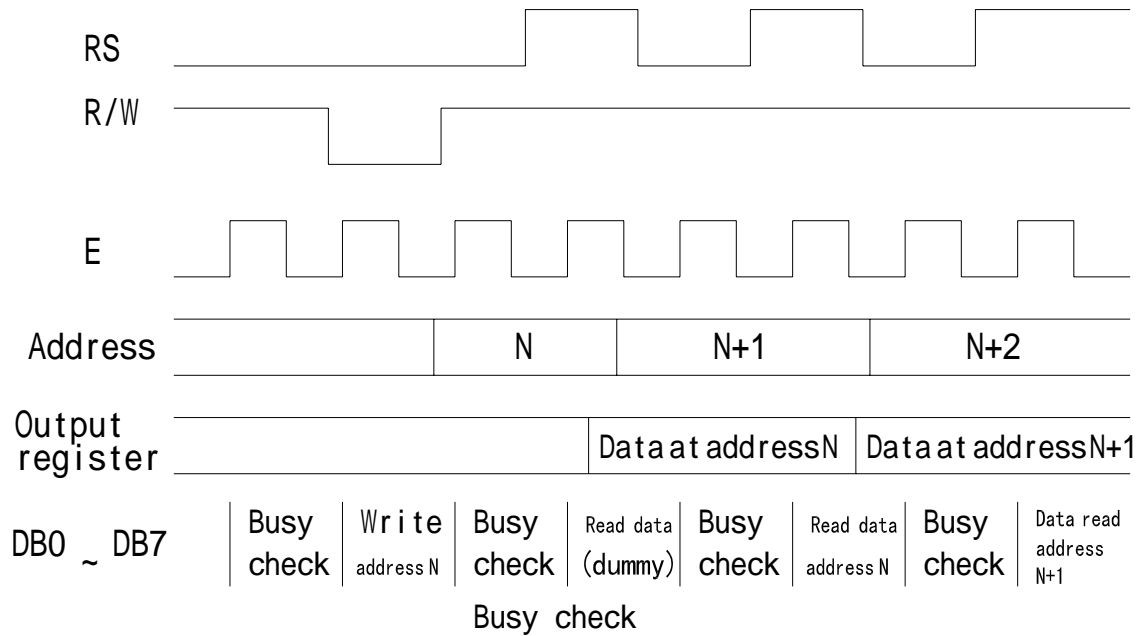 RS
R/W
E
Address N N+1 N+2
Output
register Data at address N Data at address N+1
DB0 ~ DB7
Busy
check
Write
address N
Busy
check
Read data
(dummy)
Busy
check
Read data
address N
Busy
check
Data read
address
N+1
Busy check